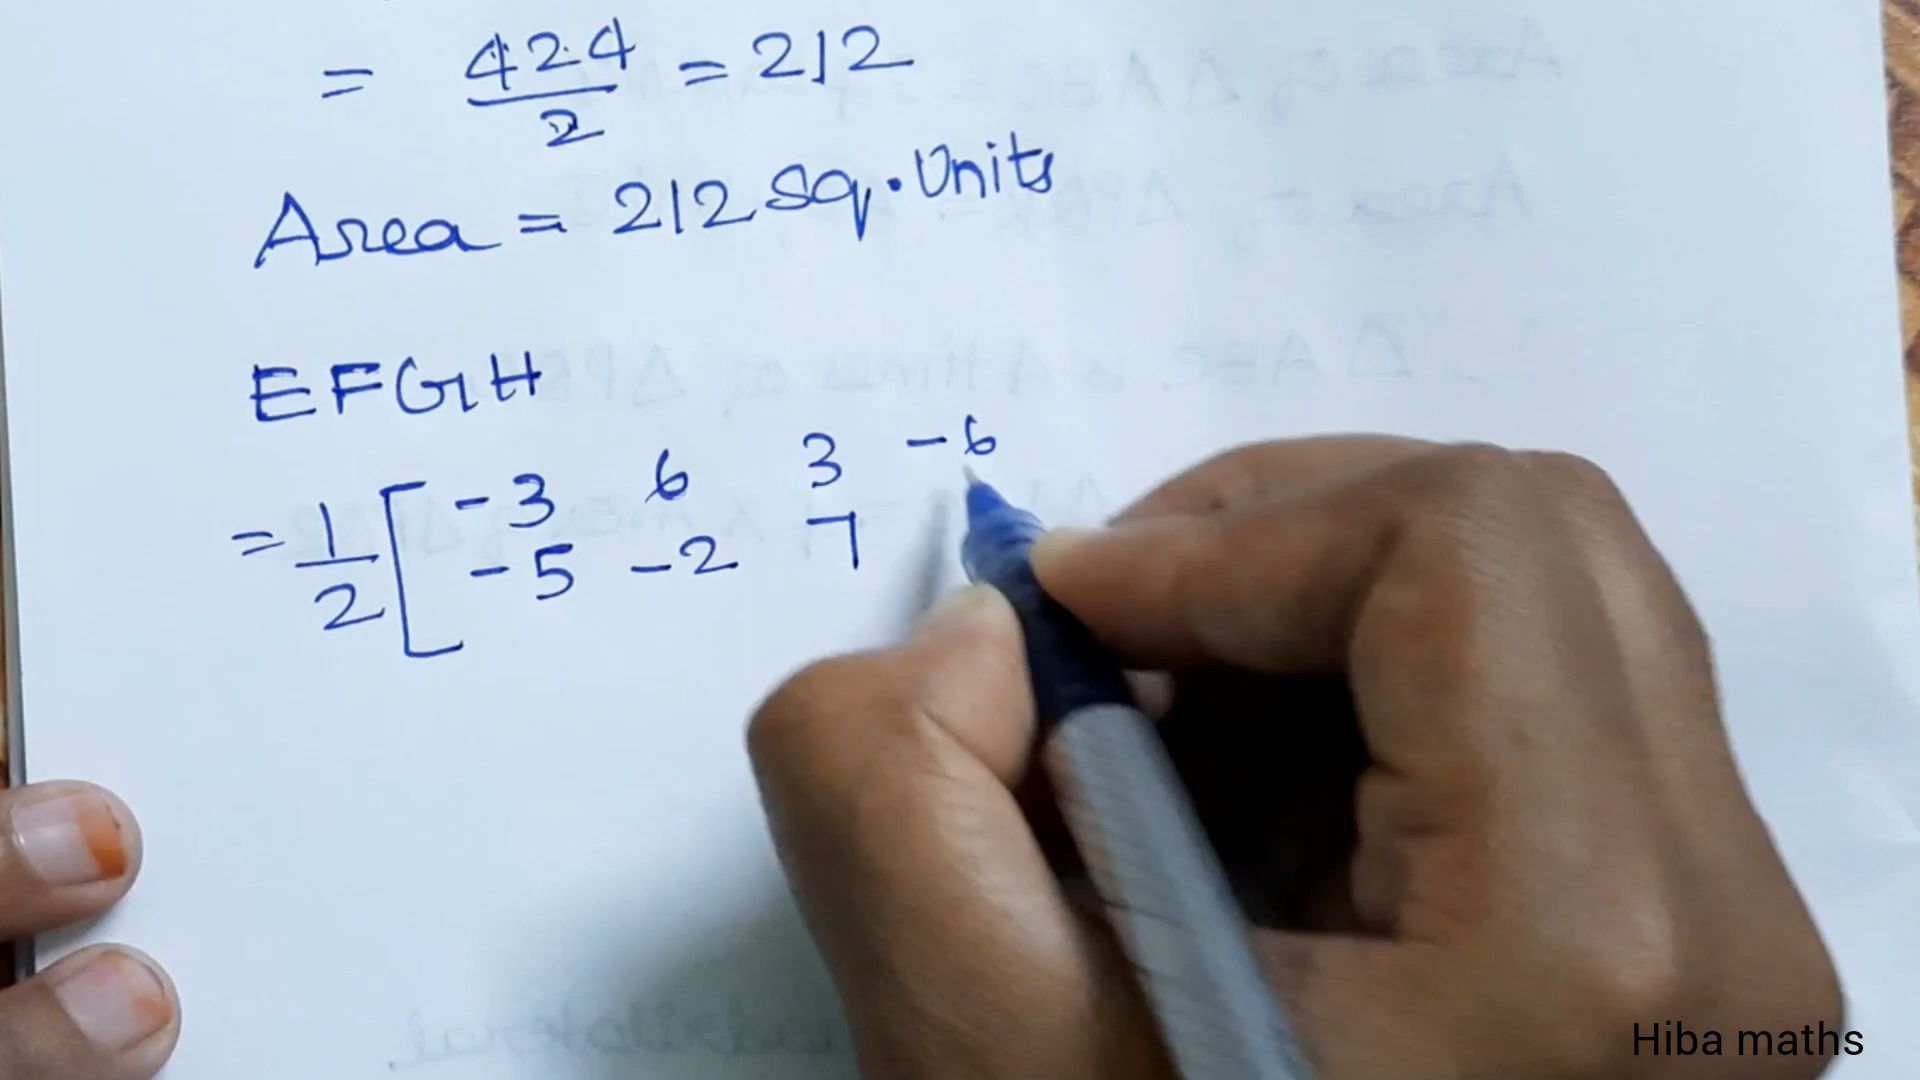 = 424/2 = 212
Area = 212 Sq. Units
EFGH
= 1/2 [ -3 6 3 -6
-5 -2 7
Hiba maths